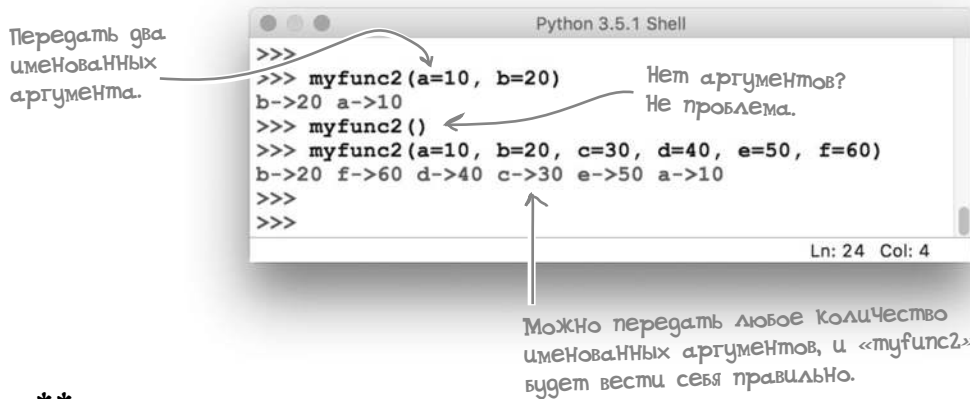 Python 3.5.1 Shell
Передать два
именованных
аргумента.
>>>
>>> myfunc2(a=10, b=20)
b->20 a->10
Нет аргументов?
Не проблема.
>>> myfunc2()
>>> myfunc2(a=10, b=20, c=30, d=40, e=50, f=60)
b->20 f->60 d->40 c->30 e->50 a->10
>>>
>>>
Ln: 24 Col: 4
Можно передать любое количество
именованных аргументов, и «myfunc2»
будет вести себя правильно.
**